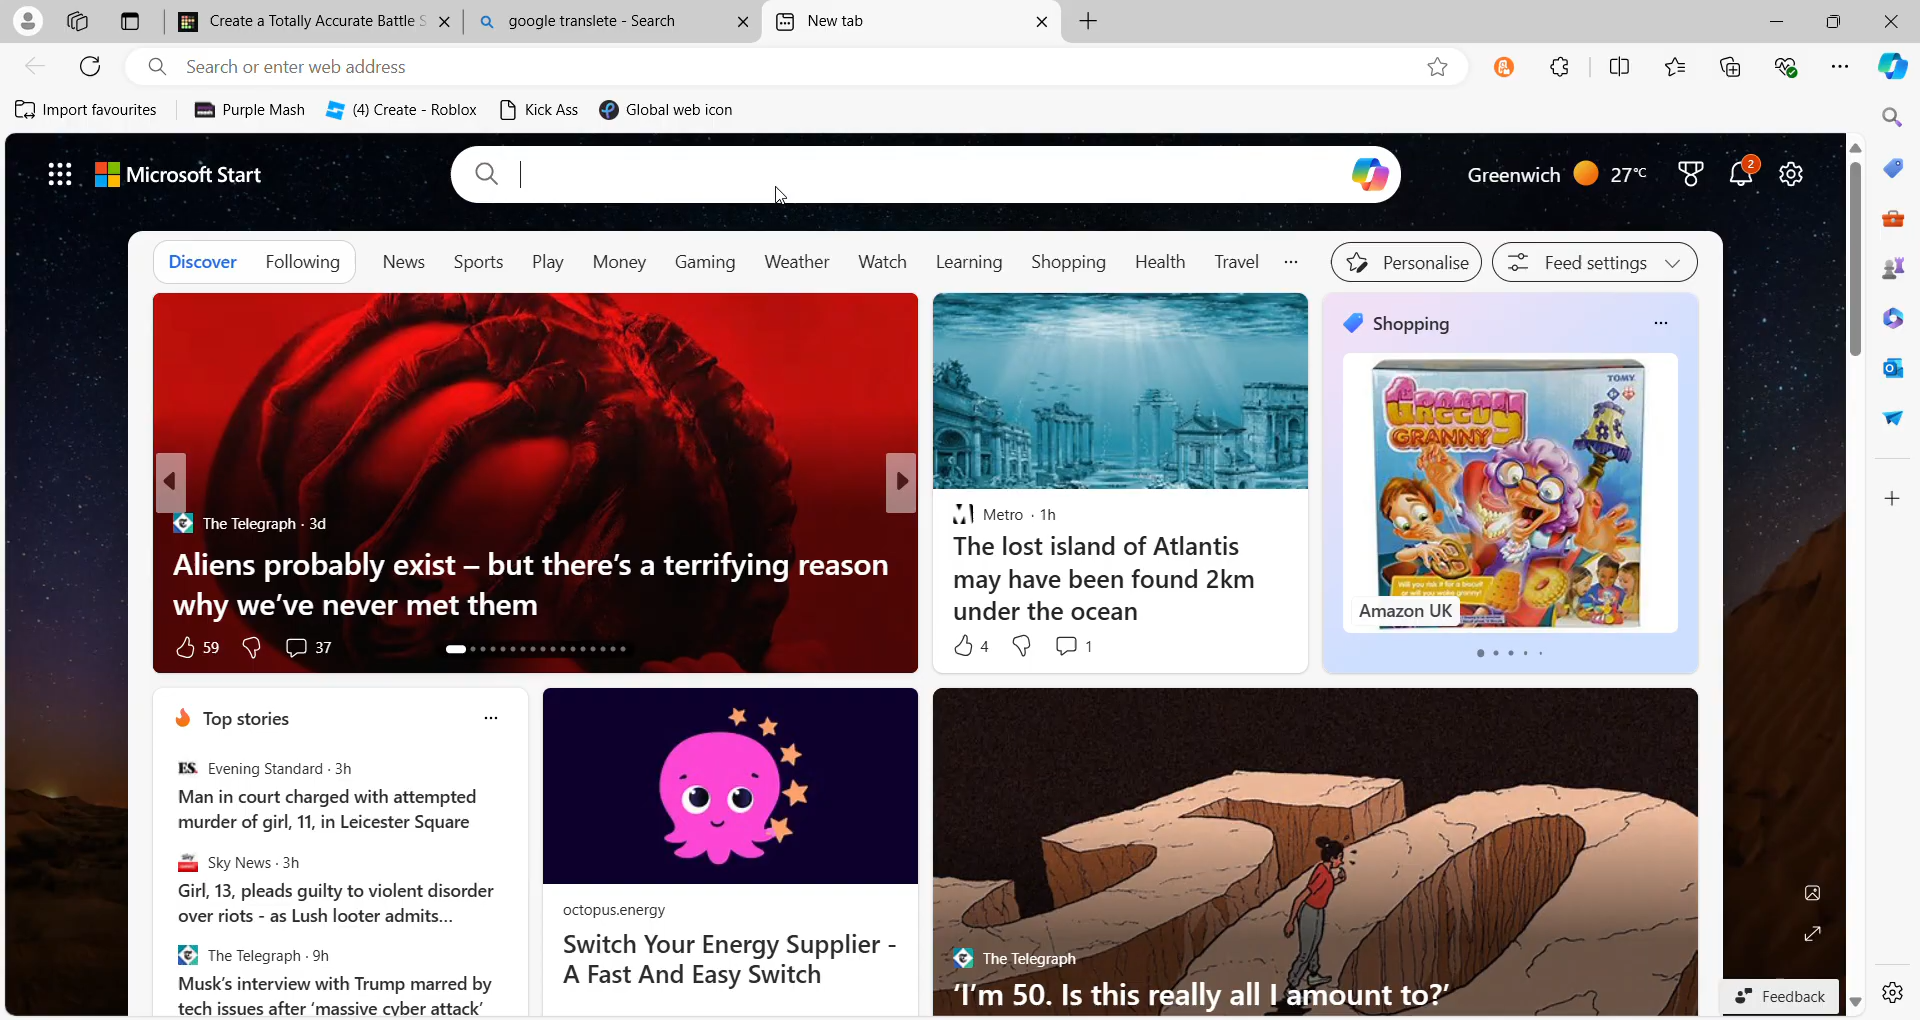 Create a Totally Accurate Battle S
google translete - Search
New tab
Search or enter web address
Import favourites
Purple Mash
(4) Create - Roblox
Kick Ass
Global web icon
Microsoft Start
Greenwich 27°C
2
Discover Following News Sports Play Money Gaming Weather Watch Learning Shopping Health Travel ... Personalise Feed settings
The Telegraph · 3d
Aliens probably exist – but there's a terrifying reason
why we've never met them
59 37
Metro · 1h
The lost island of Atlantis
may have been found 2km
under the ocean
4 1
Shopping
TOMY
GREEDY
GRANNY
Amazon UK
Top stories
ES. Evening Standard · 3h
Man in court charged with attempted
murder of girl, 11, in Leicester Square
sky Sky News · 3h
Girl, 13, pleads guilty to violent disorder
over riots - as Lush looter admits...
The Telegraph · 9h
Musk's interview with Trump marred by
tech issues after 'massive cyber attack'
octopus.energy
Switch Your Energy Supplier -
A Fast And Easy Switch
The Telegraph
'I'm 50. Is this really all I amount to?'
Feedback